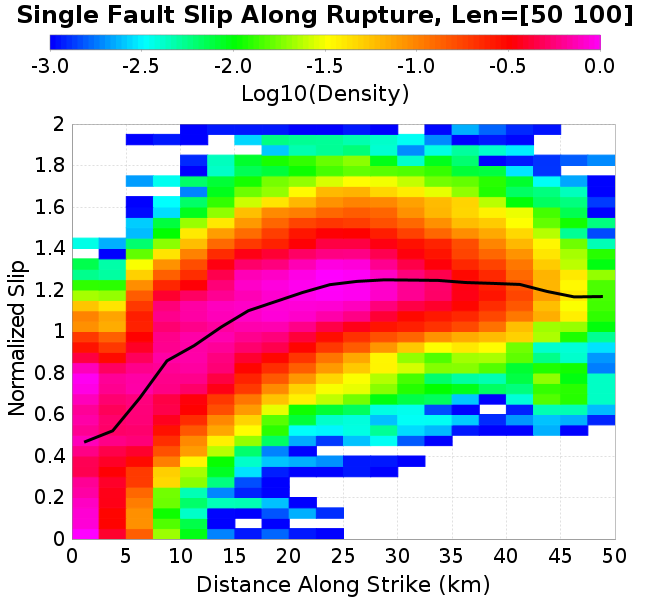 Single Fault Slip Along Rupture, Len=[50 100]
-3.0 -2.5 -2.0 -1.5 -1.0 -0.5 0.0
Log10(Density)
2
1.8
1.6
1.4
1.2
1
0.8
0.6
0.4
0.2
0
Normalized Slip
0 5 10 15 20 25 30 35 40 45 50
Distance Along Strike (km)